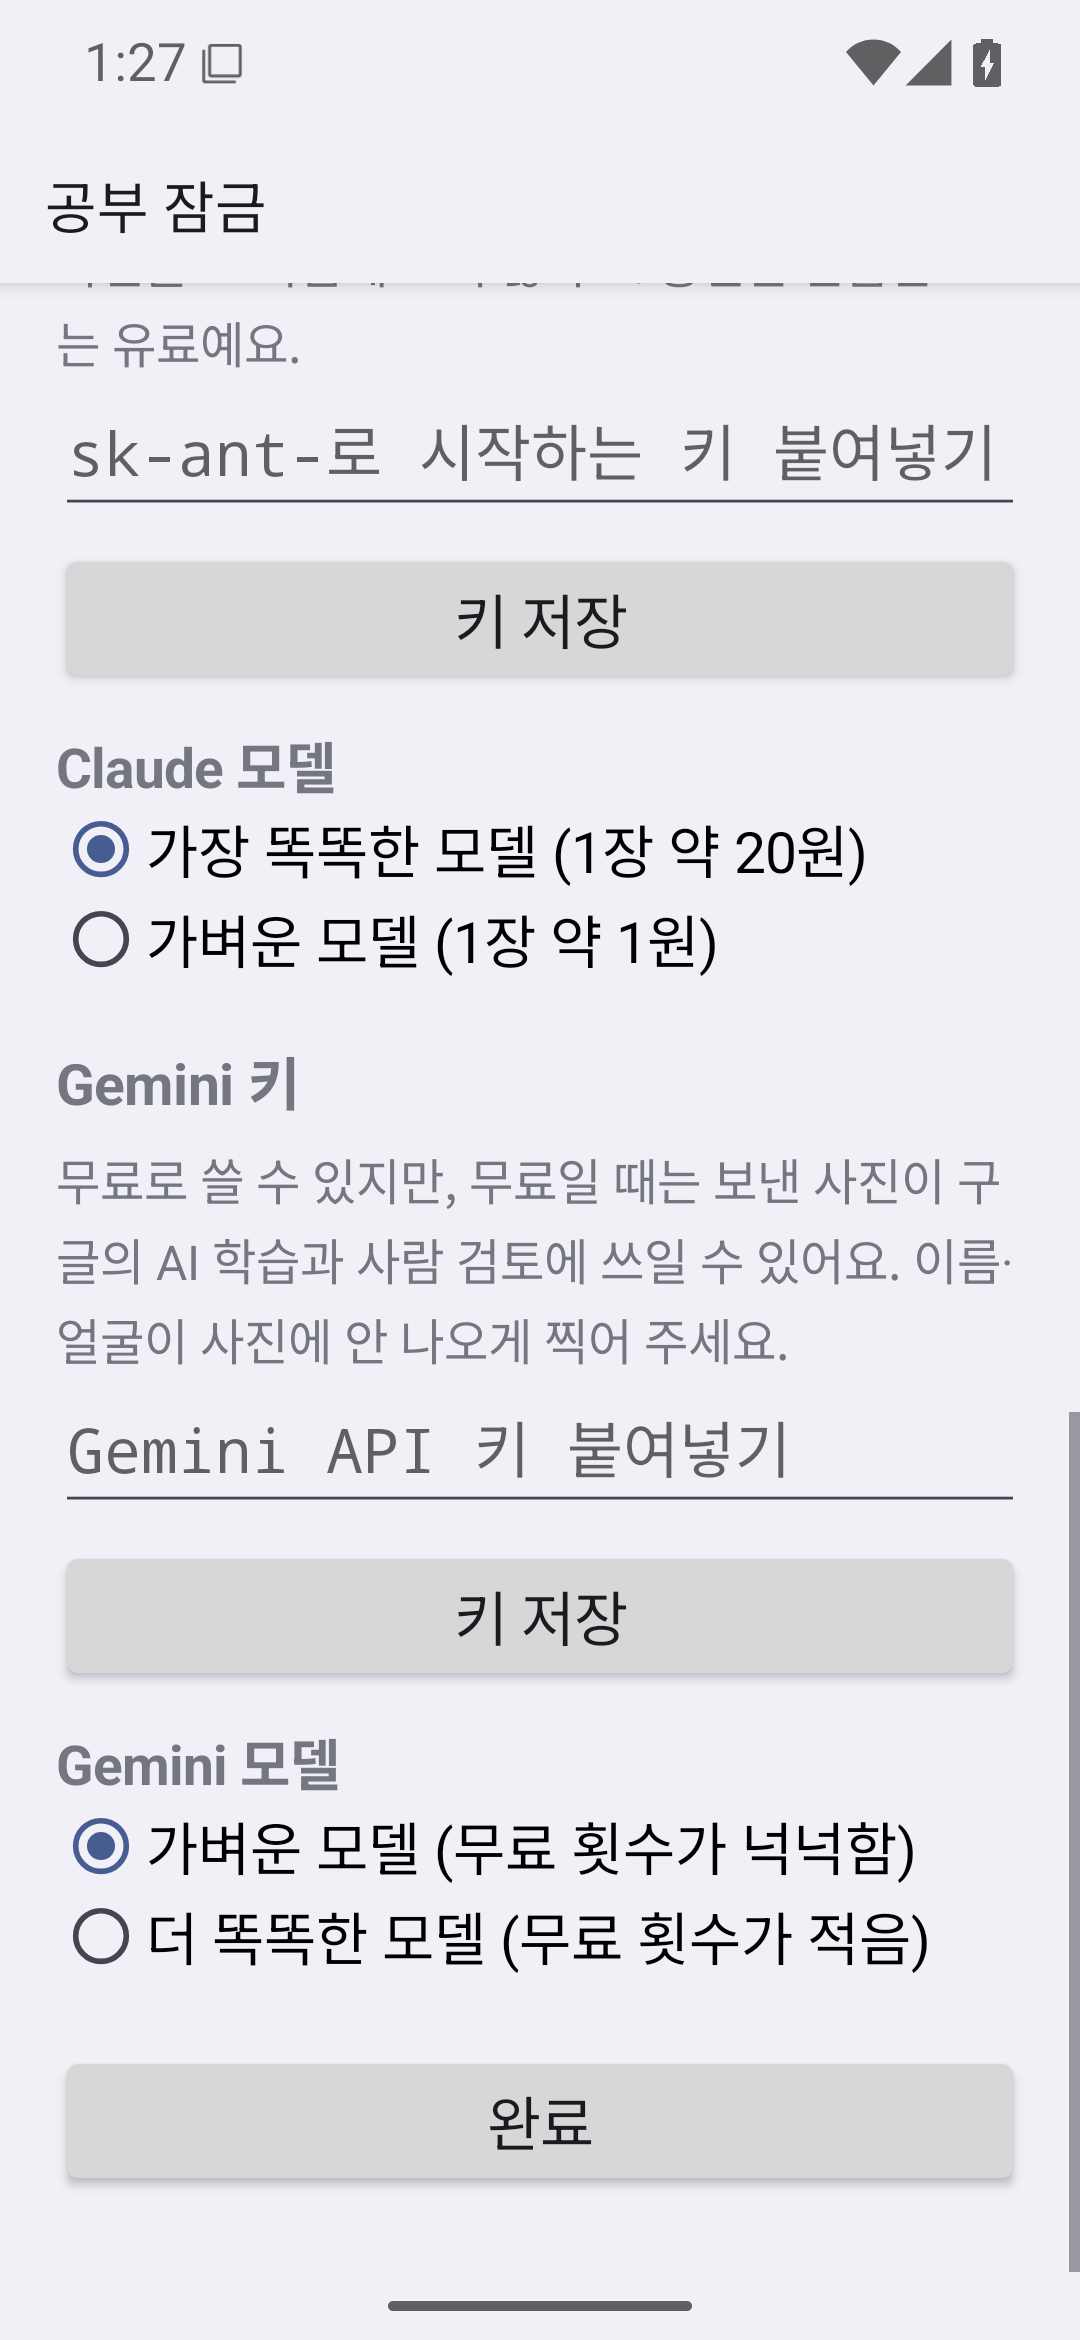 1:27
공부 잠금
는 유료예요.
sk-ant-로 시작하는 키 붙여넣기
키 저장
Claude 모델
가장 똑똑한 모델 (1장 약 20원)
가벼운 모델 (1장 약 1원)
Gemini 키
무료로 쓸 수 있지만, 무료일 때는 보낸 사진이 구
글의 AI 학습과 사람 검토에 쓰일 수 있어요. 이름·
얼굴이 사진에 안 나오게 찍어 주세요.
Gemini API 키 붙여넣기
키 저장
Gemini 모델
가벼운 모델 (무료 횟수가 넉넉함)
더 똑똑한 모델 (무료 횟수가 적음)
완료